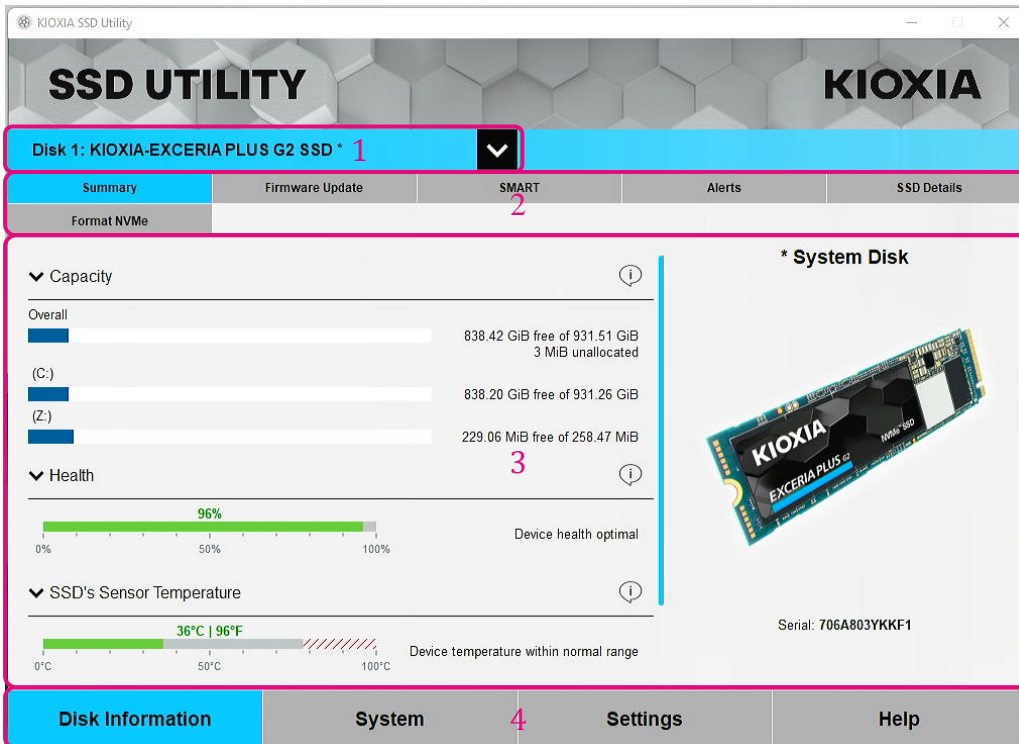 KIOXIA SSD Utility
SSD UTILITY
KIOXIA
Disk 1: KIOXIA-EXCERIA PLUS G2 SSD *
1
Summary
Firmware Update
SMART
Alerts
SSD Details
2
Format NVMe
Capacity
Overall
838.42 GiB free of 931.51 GiB
3 MiB unallocated
(C:)
838.20 GiB free of 931.26 GiB
(Z:)
229.06 MiB free of 258.47 MiB
3
Health
96%
0%
50%
100%
Device health optimal
SSD's Sensor Temperature
36°C | 96°F
0°C
50°C
100°C
Device temperature within normal range
* System Disk
KIOXIA
NVMe™ SSD
EXCERIA PLUS G2
Serial: 706A803YKKF1
Disk Information
System
4
Settings
Help